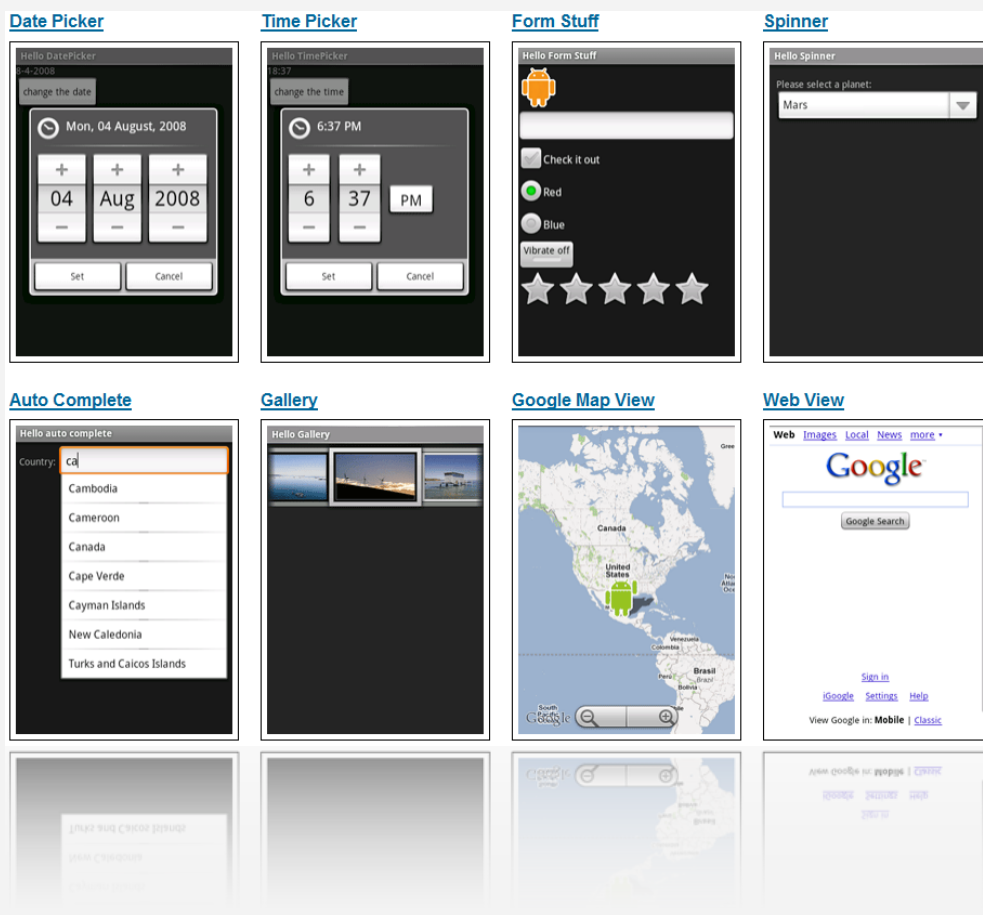 Date Picker
Hello DatePicker
8-4-2008
change the date
Mon, 04 August, 2008
+ + +
04 Aug 2008
− − −
Set Cancel
Time Picker
Hello TimePicker
18:37
change the time
6:37 PM
+ +
6 37 PM
− −
Set Cancel
Form Stuff
Hello Form Stuff
Check it out
Red
Blue
Vibrate off
Spinner
Hello Spinner
Please select a planet:
Mars
Auto Complete
Hello auto complete
Country: ca
Cambodia
Cameroon
Canada
Cape Verde
Cayman Islands
New Caledonia
Turks and Caicos Islands
Gallery
Hello Gallery
Google Map View
Gree
Canada
United
States
Venezuela
Colombia
Brasil
Brazil
Peru
Bolivia
South
Pacific
Google
Web View
Web Images Local News more
Google
Google Search
Sign in
iGoogle Settings Help
View Google in: Mobile | Classic